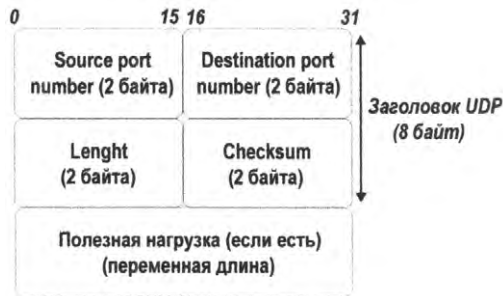 0 15 16 31
Source port
number (2 байта)
Destination port
number (2 байта)
Заголовок UDP
(8 байт)
Lenght
(2 байта)
Checksum
(2 байта)
Полезная нагрузка (если есть)
(переменная длина)